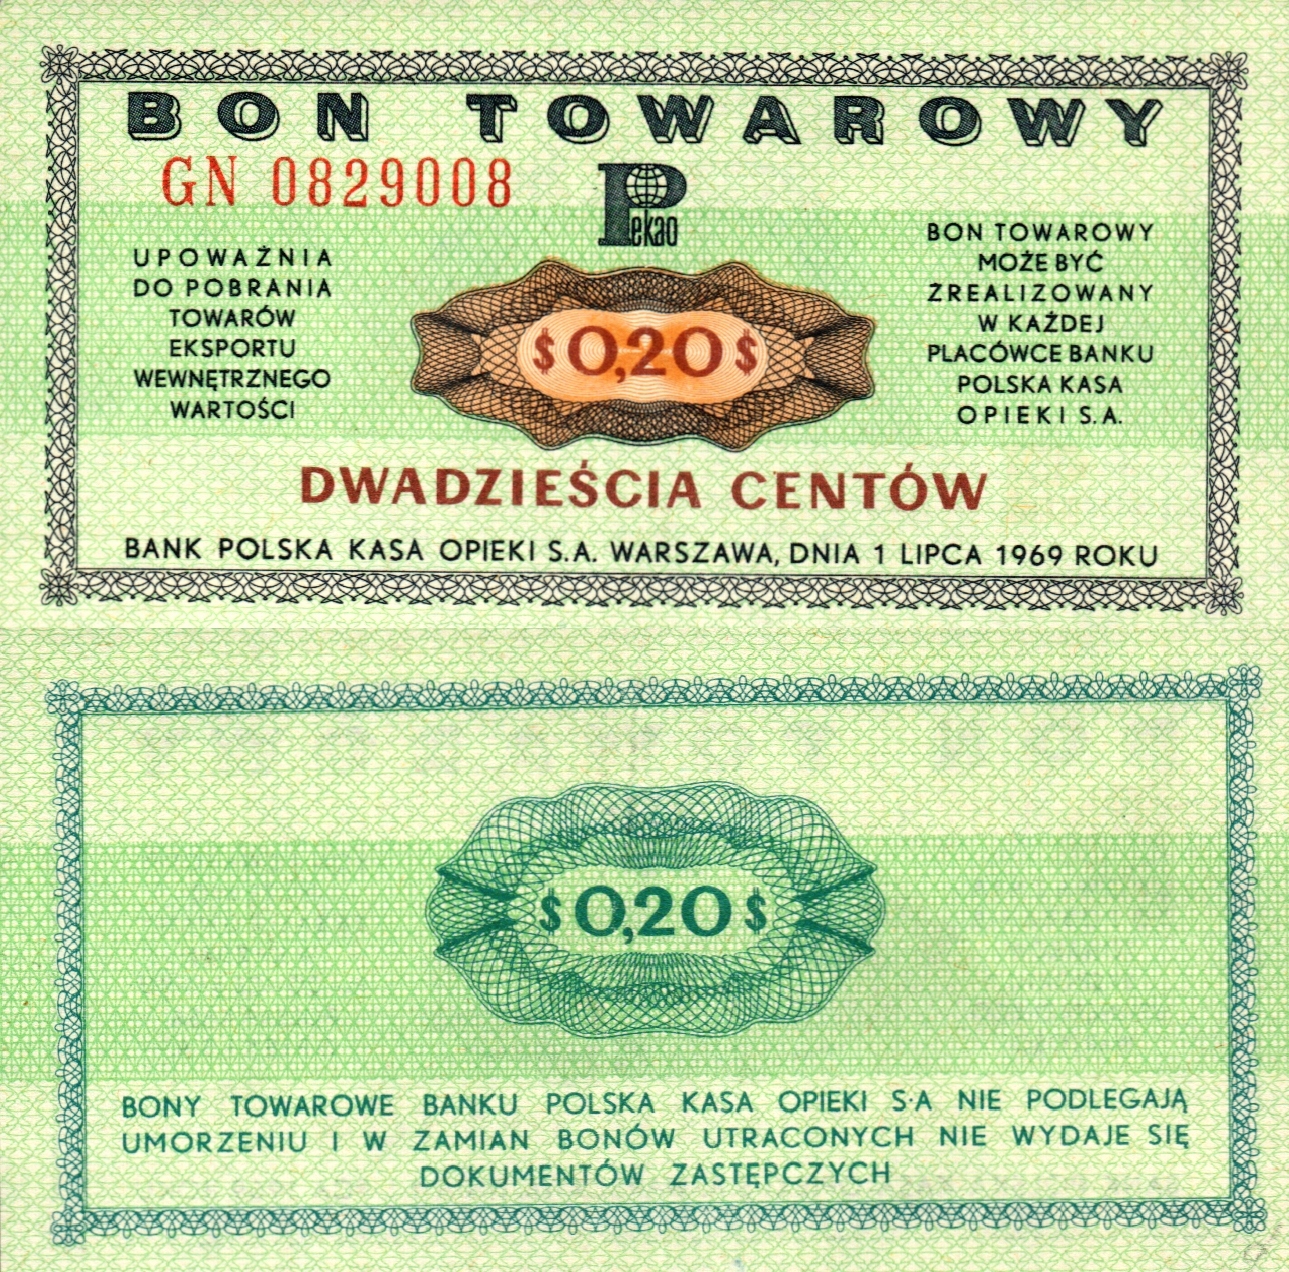 BON TOWAROWY
GN 0829008
Pekao
UPOWAŻNIA
DO POBRANIA
TOWARÓW
EKSPORTU
WEWNĘTRZNEGO
WARTOŚCI
$ 0,20 $
BON TOWAROWY
MOŻE BYĆ
ZREALIZOWANY
W KAŻDEJ
PLACÓWCE BANKU
POLSKA KASA
OPIEKI S.A.
DWADZIEŚCIA CENTÓW
BANK POLSKA KASA OPIEKI S.A. WARSZAWA, DNIA 1 LIPCA 1969 ROKU
$ 0,20 $
BONY TOWAROWE BANKU POLSKA KASA OPIEKI S·A NIE PODLEGAJĄ
UMORZENIU I W ZAMIAN BONÓW UTRACONYCH NIE WYDAJE SIĘ
DOKUMENTÓW ZASTĘPCZYCH